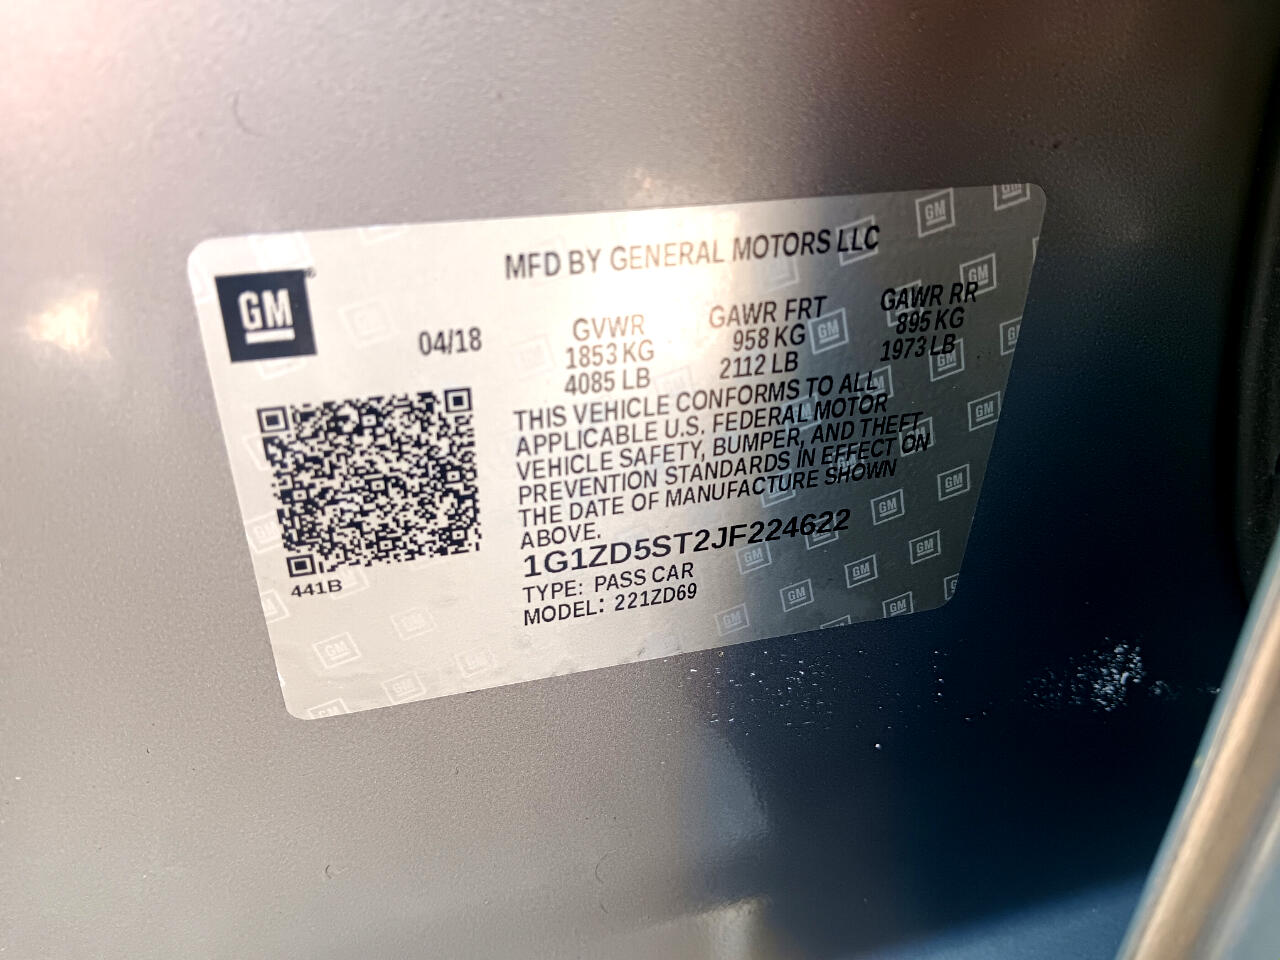 MFD BY GENERAL MOTORS LLC
GM
04/18
GVWR GAWR FRT GAWR RR
1853 KG 958 KG 895 KG
4085 LB 2112 LB 1973 LB
THIS VEHICLE CONFORMS TO ALL
APPLICABLE U.S. FEDERAL MOTOR
VEHICLE SAFETY, BUMPER, AND THEFT
PREVENTION STANDARDS IN EFFECT ON
THE DATE OF MANUFACTURE SHOWN
ABOVE.
1G1ZD5ST2JF224622
441B
TYPE: PASS CAR
MODEL: 221ZD69